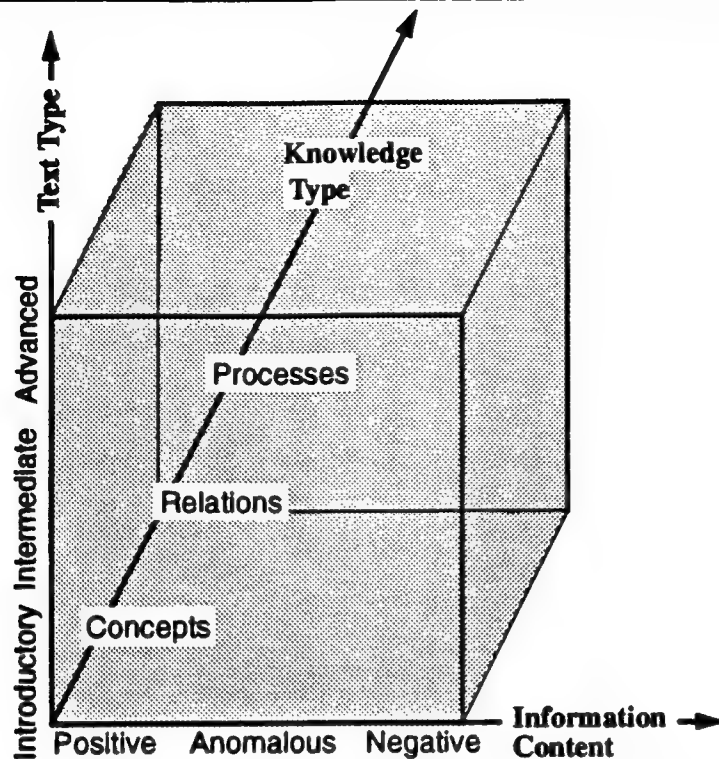 Text Type
Introductory Intermediate Advanced
Knowledge
Type
Processes
Relations
Concepts
Positive Anomalous Negative
Information
Content